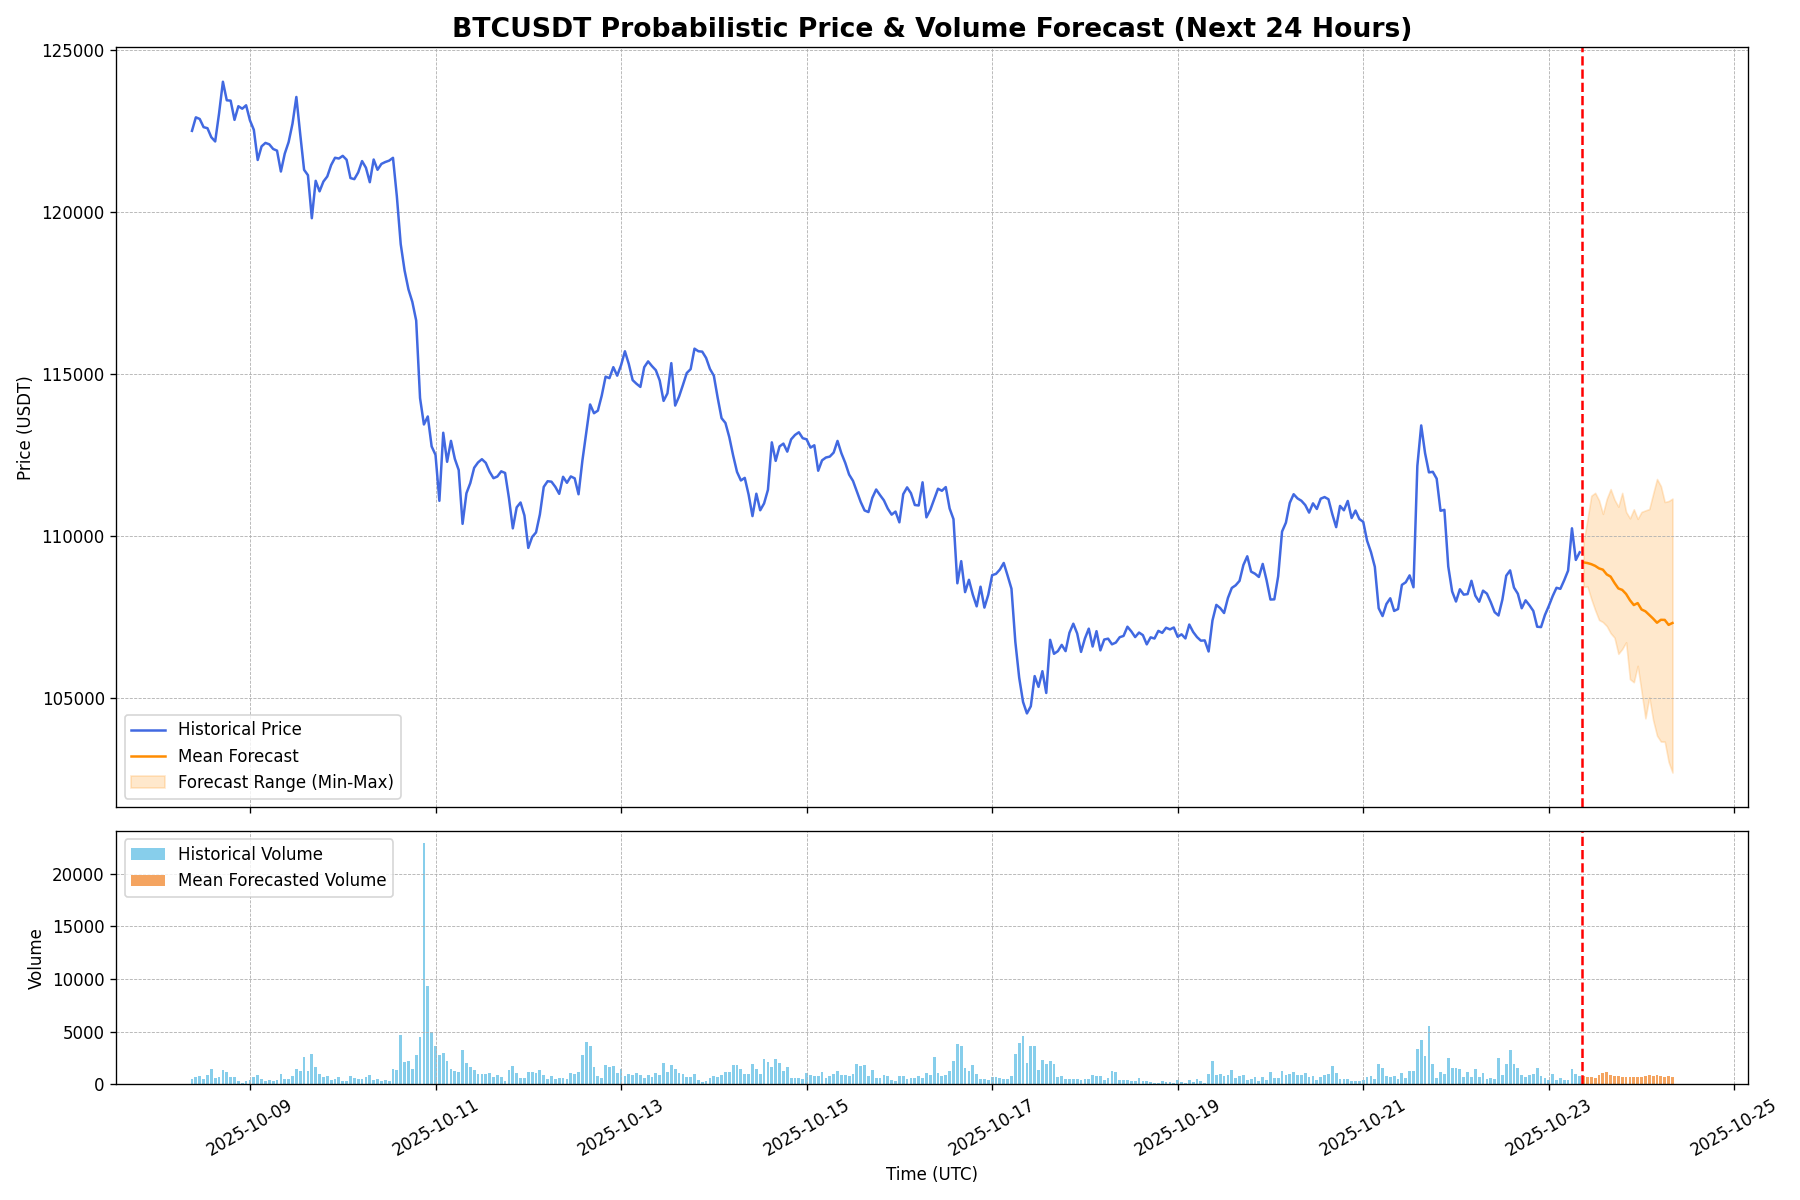 BTCUSDT Probabilistic Price & Volume Forecast (Next 24 Hours)
125000
120000
115000
110000
105000
Price (USDT)
Historical Price
Mean Forecast
Forecast Range (Min-Max)
Historical Volume
Mean Forecasted Volume
20000
15000
10000
5000
0
Volume
2025-10-09
2025-10-11
2025-10-13
2025-10-15
2025-10-17
2025-10-19
2025-10-21
2025-10-23
2025-10-25
Time (UTC)